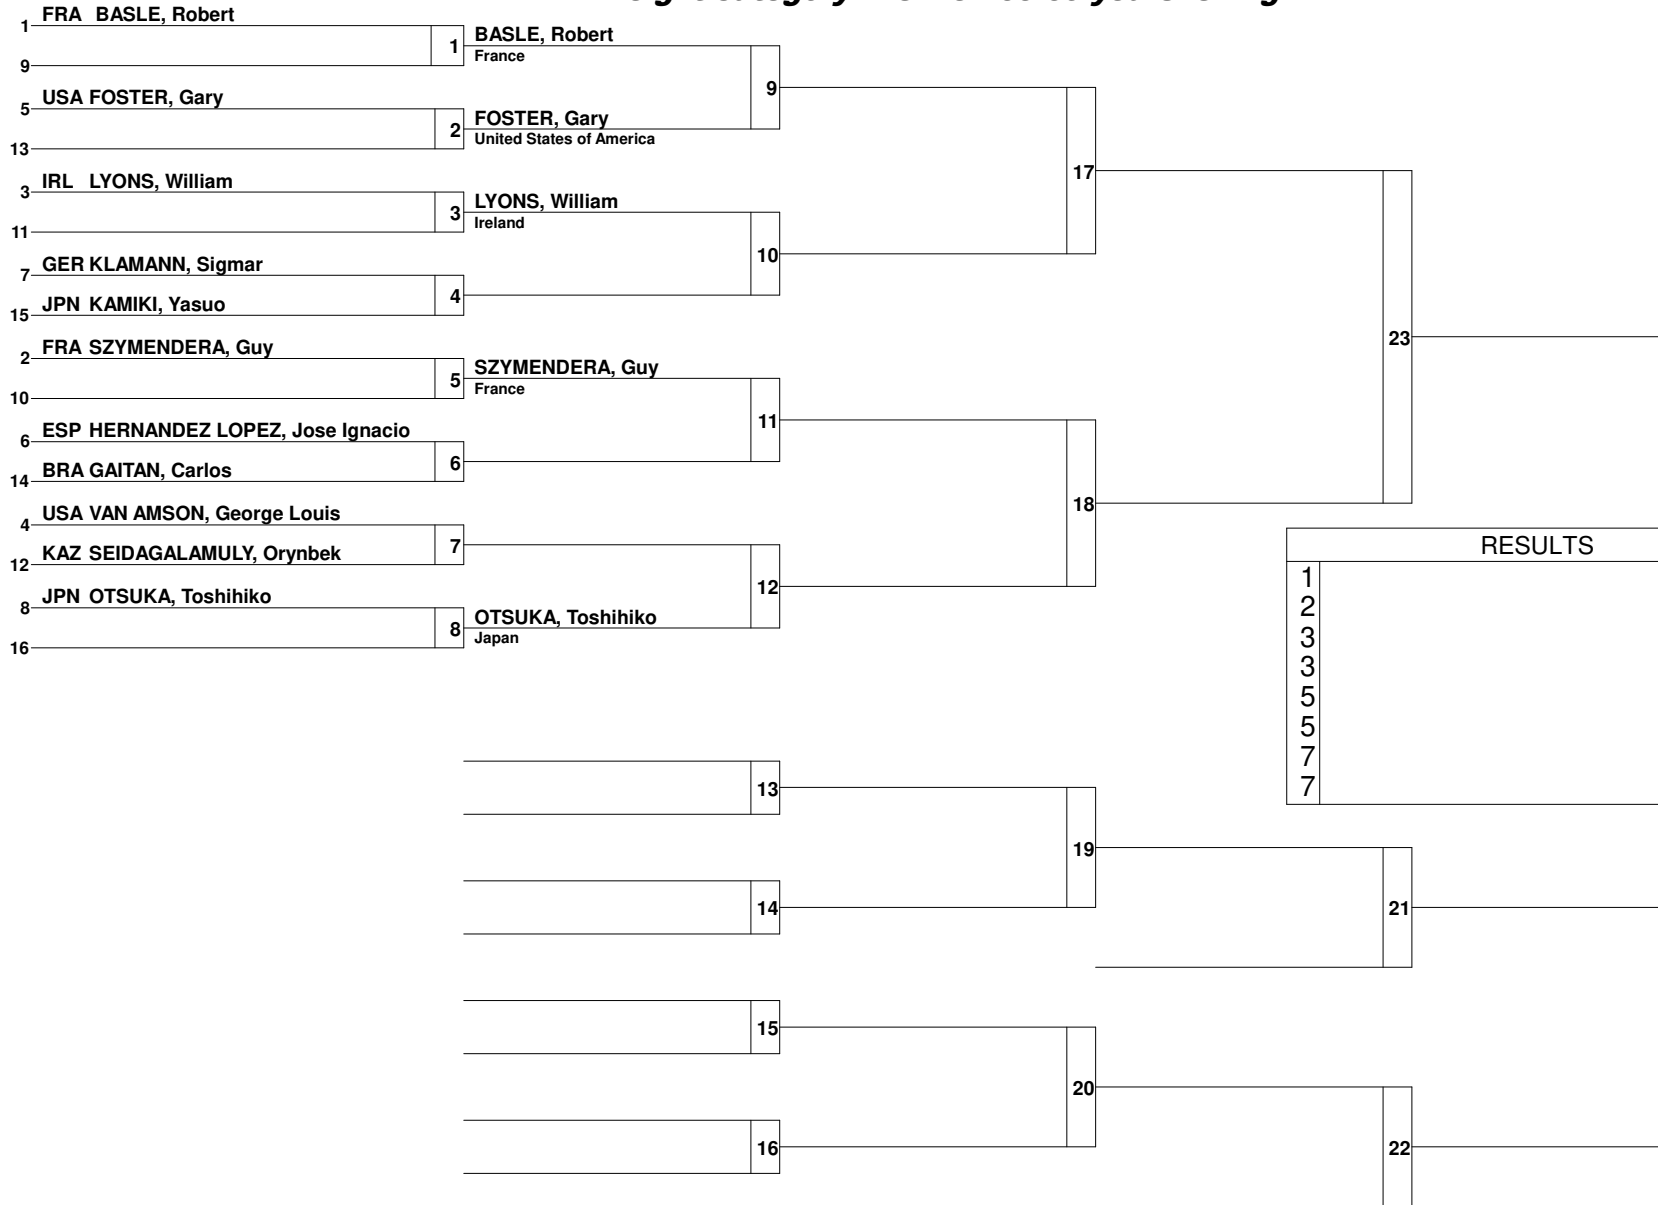 1 FRA BASLE, Robert
9
1 BASLE, Robert
France
5 USA FOSTER, Gary
13
2 FOSTER, Gary
United States of America
9
3 IRL LYONS, William
11
3 LYONS, William
Ireland
7 GER KLAMANN, Sigmar
15 JPN KAMIKI, Yasuo
4
10
17
2 FRA SZYMENDERA, Guy
10
5 SZYMENDERA, Guy
France
6 ESP HERNANDEZ LOPEZ, Jose Ignacio
14 BRA GAITAN, Carlos
6
11
4 USA VAN AMSON, George Louis
12 KAZ SEIDAGALAMULY, Orynbek
7
8 JPN OTSUKA, Toshihiko
16
8 OTSUKA, Toshihiko
Japan
12
18
23
RESULTS
1
2
3
3
5
5
7
7
13
14
19
21
15
16
20
22